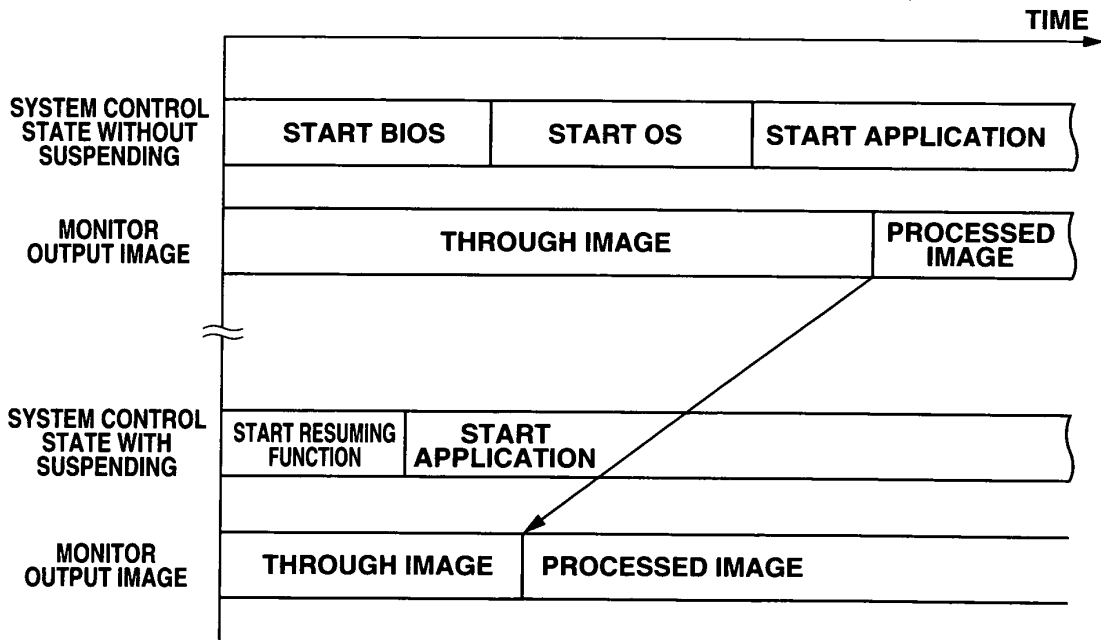 TIME
SYSTEM CONTROL
STATE WITHOUT
SUSPENDING
START BIOS
START OS
START APPLICATION
MONITOR
OUTPUT IMAGE
THROUGH IMAGE
PROCESSED
IMAGE
SYSTEM CONTROL
STATE WITH
SUSPENDING
START RESUMING
FUNCTION
START
APPLICATION
MONITOR
OUTPUT IMAGE
THROUGH IMAGE
PROCESSED IMAGE